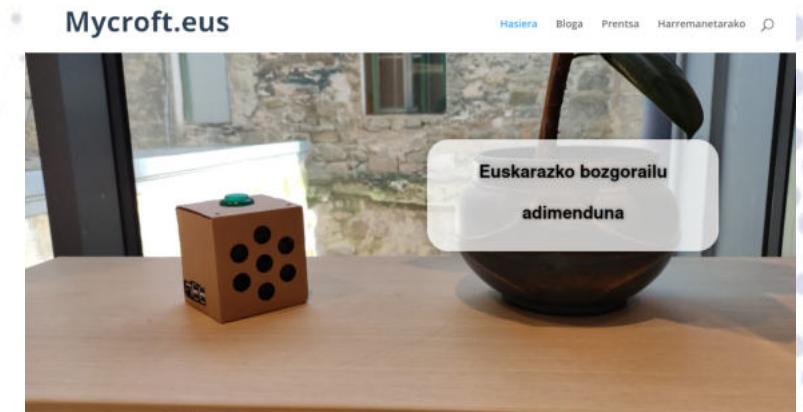 Mycroft.eus
Hasiera Bloga Prentsa Harremanetarako
Euskarazko bozgorailu
adimenduna